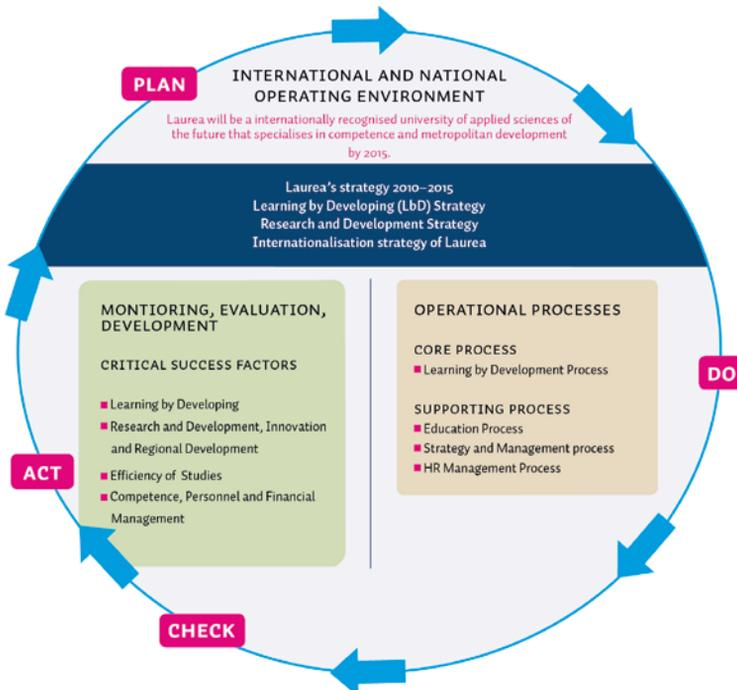 PLAN
INTERNATIONAL AND NATIONAL
OPERATING ENVIRONMENT
Laurea will be a internationally recognised university of applied sciences of
the future that specialises in competence and metropolitan development
by 2015.
Laurea's strategy 2010–2015
Learning by Developing (LbD) Strategy
Research and Development Strategy
Internationalisation strategy of Laurea
MONTIORING, EVALUATION,
DEVELOPMENT
CRITICAL SUCCESS FACTORS
Learning by Developing
Research and Development, Innovation
and Regional Development
Efficiency of Studies
Competence, Personnel and Financial
Management
OPERATIONAL PROCESSES
CORE PROCESS
Learning by Development Process
SUPPORTING PROCESS
Education Process
Strategy and Management process
HR Management Process
DO
ACT
CHECK